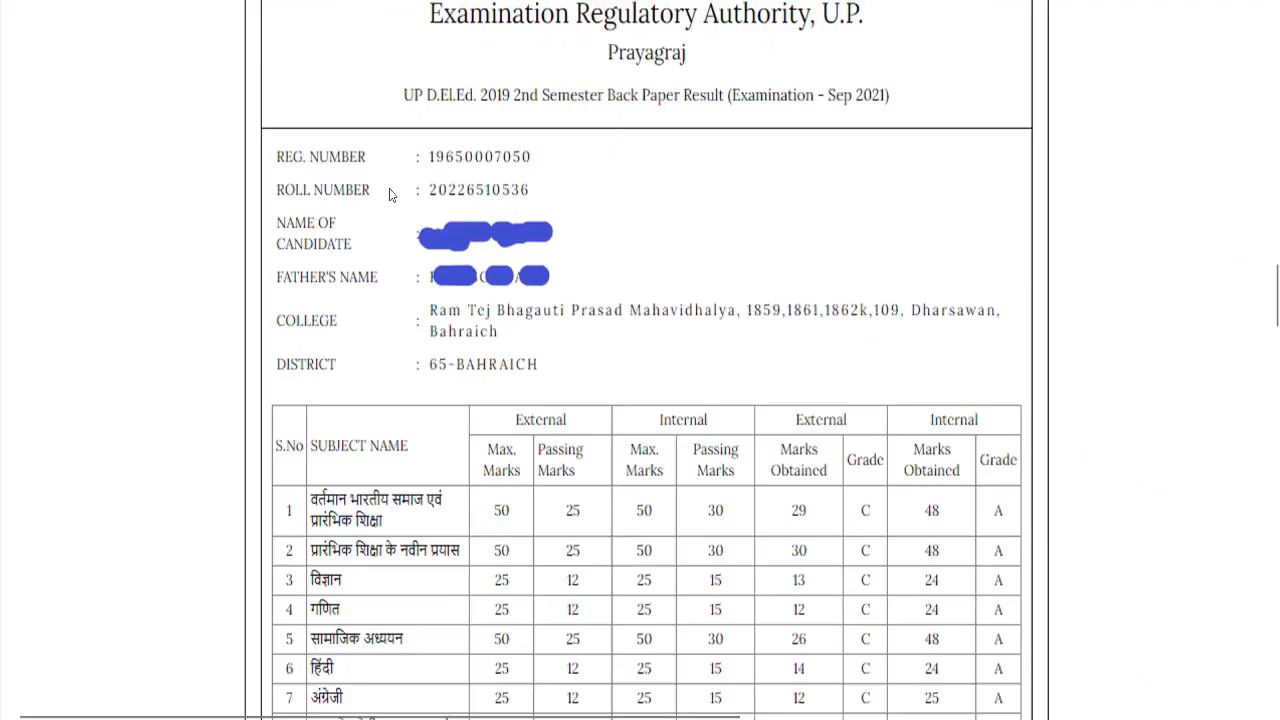 Examination Regulatory Authority, U.P.
Prayagraj
UP D.El.Ed. 2019 2nd Semester Back Paper Result (Examination - Sep 2021)
REG. NUMBER : 19650007050
ROLL NUMBER : 20226510536
NAME OF
CANDIDATE :
FATHER'S NAME :
COLLEGE : Ram Tej Bhagauti Prasad Mahavidhalya, 1859,1861,1862k,109, Dharsawan,
Bahraich
DISTRICT : 65-BAHRAICH
S.No SUBJECT NAME External Internal External Internal
Max. Marks Passing Marks Max. Marks Passing Marks Marks Obtained Grade Marks Obtained Grade
1 वर्तमान भारतीय समाज एवं प्रारंभिक शिक्षा 50 25 50 30 29 C 48 A
2 प्रारंभिक शिक्षा के नवीन प्रयास 50 25 50 30 30 C 48 A
3 विज्ञान 25 12 25 15 13 C 24 A
4 गणित 25 12 25 15 12 C 24 A
5 सामाजिक अध्ययन 50 25 50 30 26 C 48 A
6 हिंदी 25 12 25 15 14 C 24 A
7 अंग्रेजी 25 12 25 15 12 C 25 A